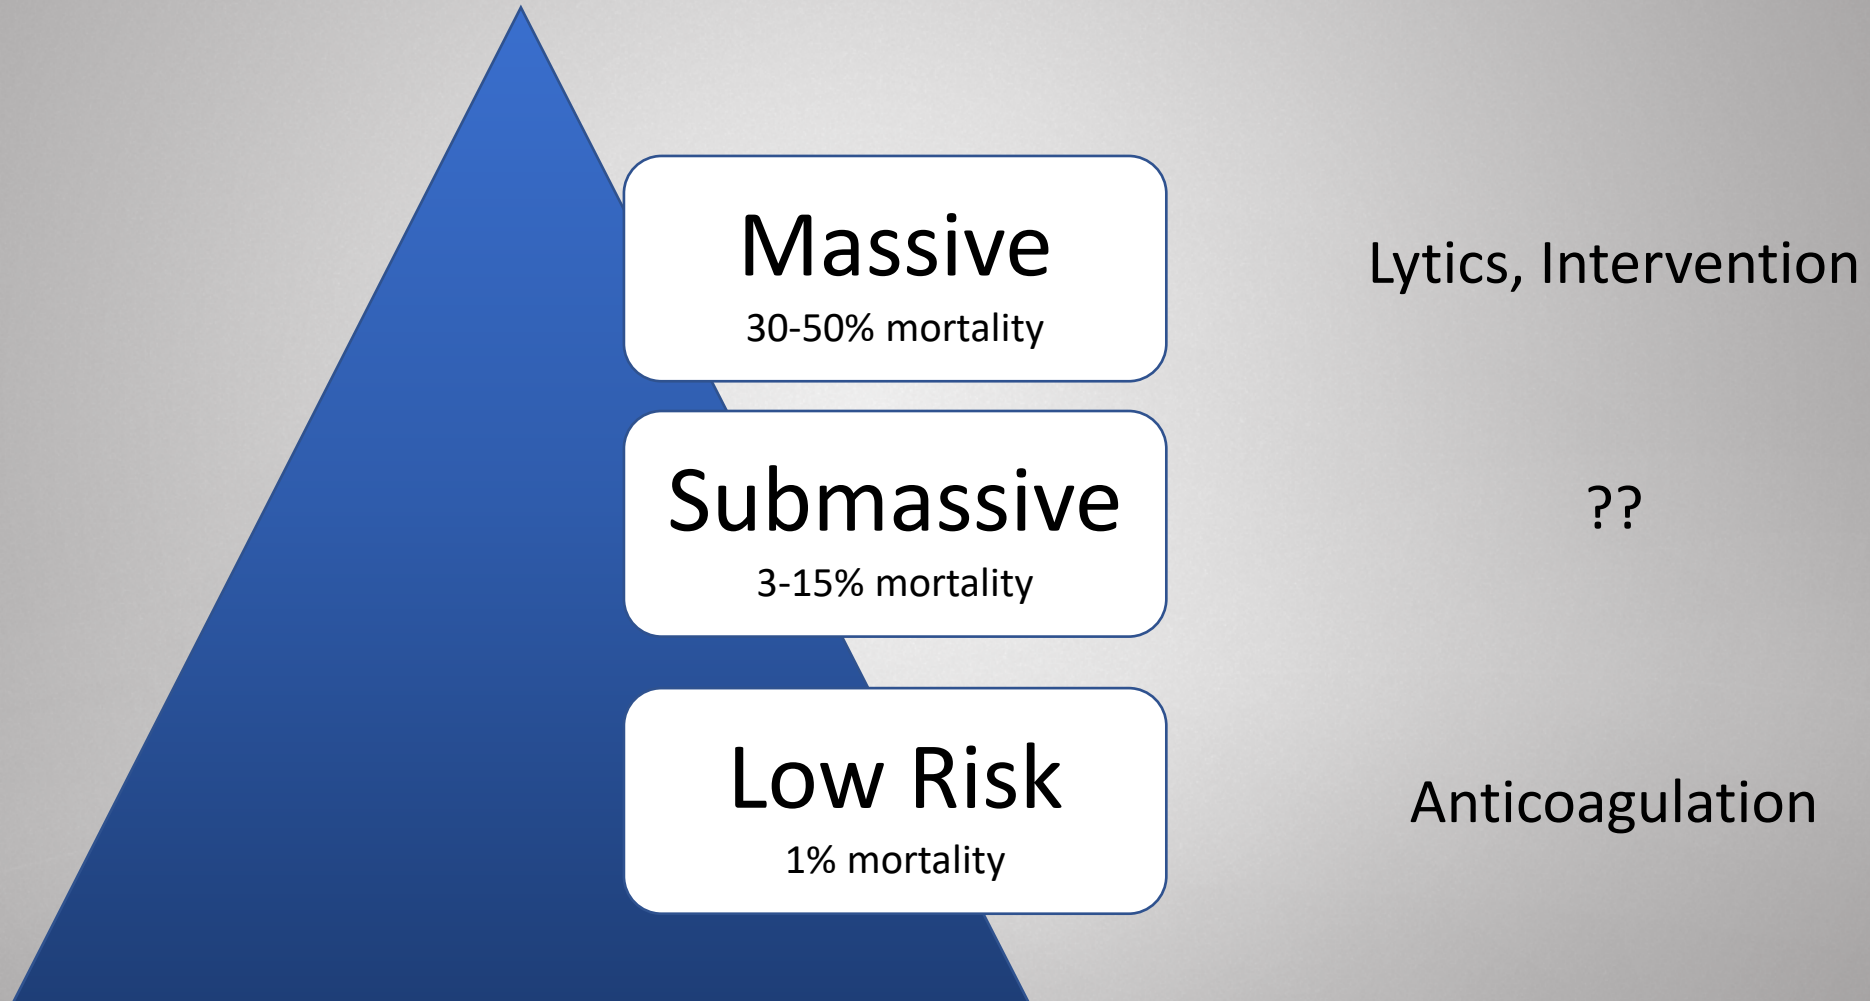 Massive
30-50% mortality
Lytics, Intervention
Submassive
3-15% mortality
??
Low Risk
1% mortality
Anticoagulation